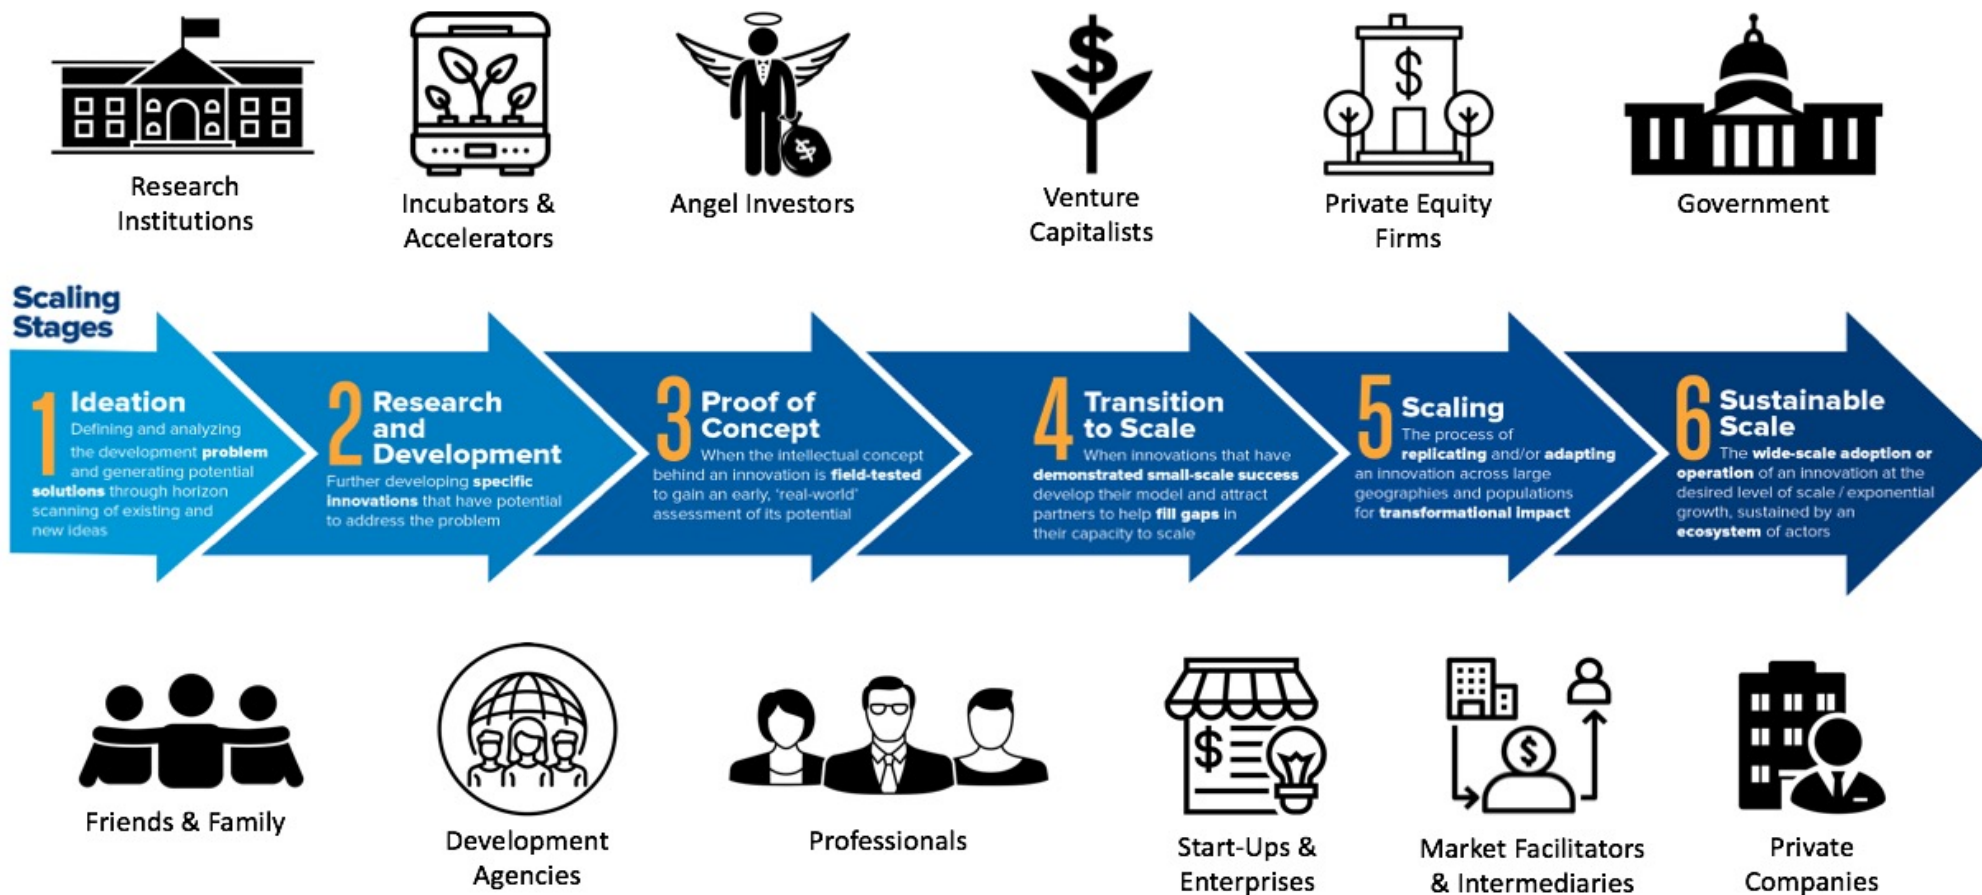 Research
Institutions
Incubators &
Accelerators
Angel Investors
Venture
Capitalists
Private Equity
Firms
Government
Scaling
Stages
1 Ideation
Defining and analyzing
the development problem
and generating potential
solutions through horizon
scanning of existing and
new ideas
2 Research
and
Development
Further developing specific
innovations that have potential
to address the problem
3 Proof of
Concept
When the intellectual concept
behind an innovation is field-tested
to gain an early, 'real-world'
assessment of its potential
4 Transition
to Scale
When innovations that have
demonstrated small-scale success
develop their model and attract
partners to help fill gaps in
their capacity to scale
5 Scaling
The process of
replicating and/or adapting
an innovation across large
geographies and populations
for transformational impact
6 Sustainable
Scale
The wide-scale adoption or
operation of an innovation at the
desired level of scale / exponential
growth, sustained by an
ecosystem of actors
Friends & Family
Development
Agencies
Professionals
Start-Ups &
Enterprises
Market Facilitators
& Intermediaries
Private
Companies